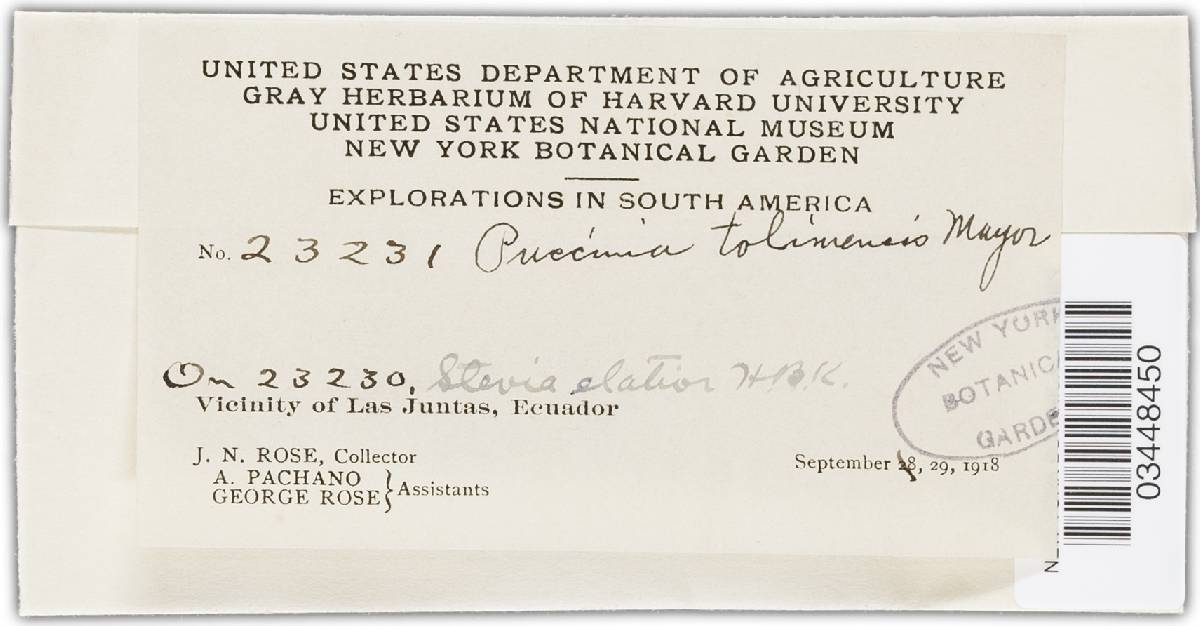 UNITED STATES DEPARTMENT OF AGRICULTURE
GRAY HERBARIUM OF HARVARD UNIVERSITY
UNITED STATES NATIONAL MUSEUM
NEW YORK BOTANICAL GARDEN
EXPLORATIONS IN SOUTH AMERICA
No. 23231 Puccinia tolimensis Mayor
On 23230, Stevia elatior H.B.K.
Vicinity of Las Juntas, Ecuador
J. N. ROSE, Collector
A. PACHANO
GEORGE ROSE } Assistants
September 28, 29, 1918
NEW YORK
BOTANICA
GARDE
03448450